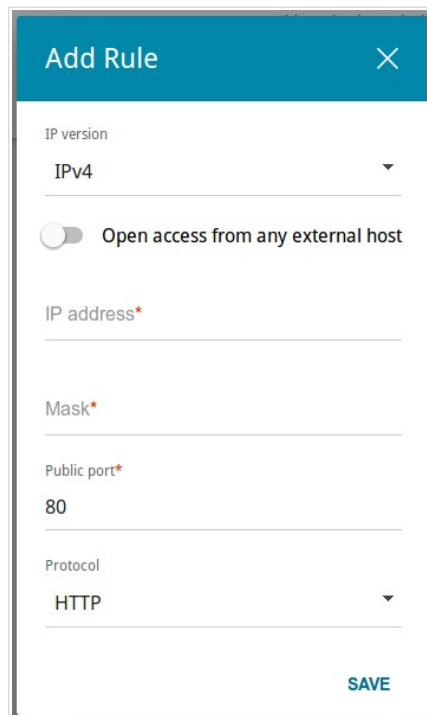 Add Rule
IP version
IPv4
Open access from any external host
IP address*
Mask*
Public port*
80
Protocol
HTTP
SAVE